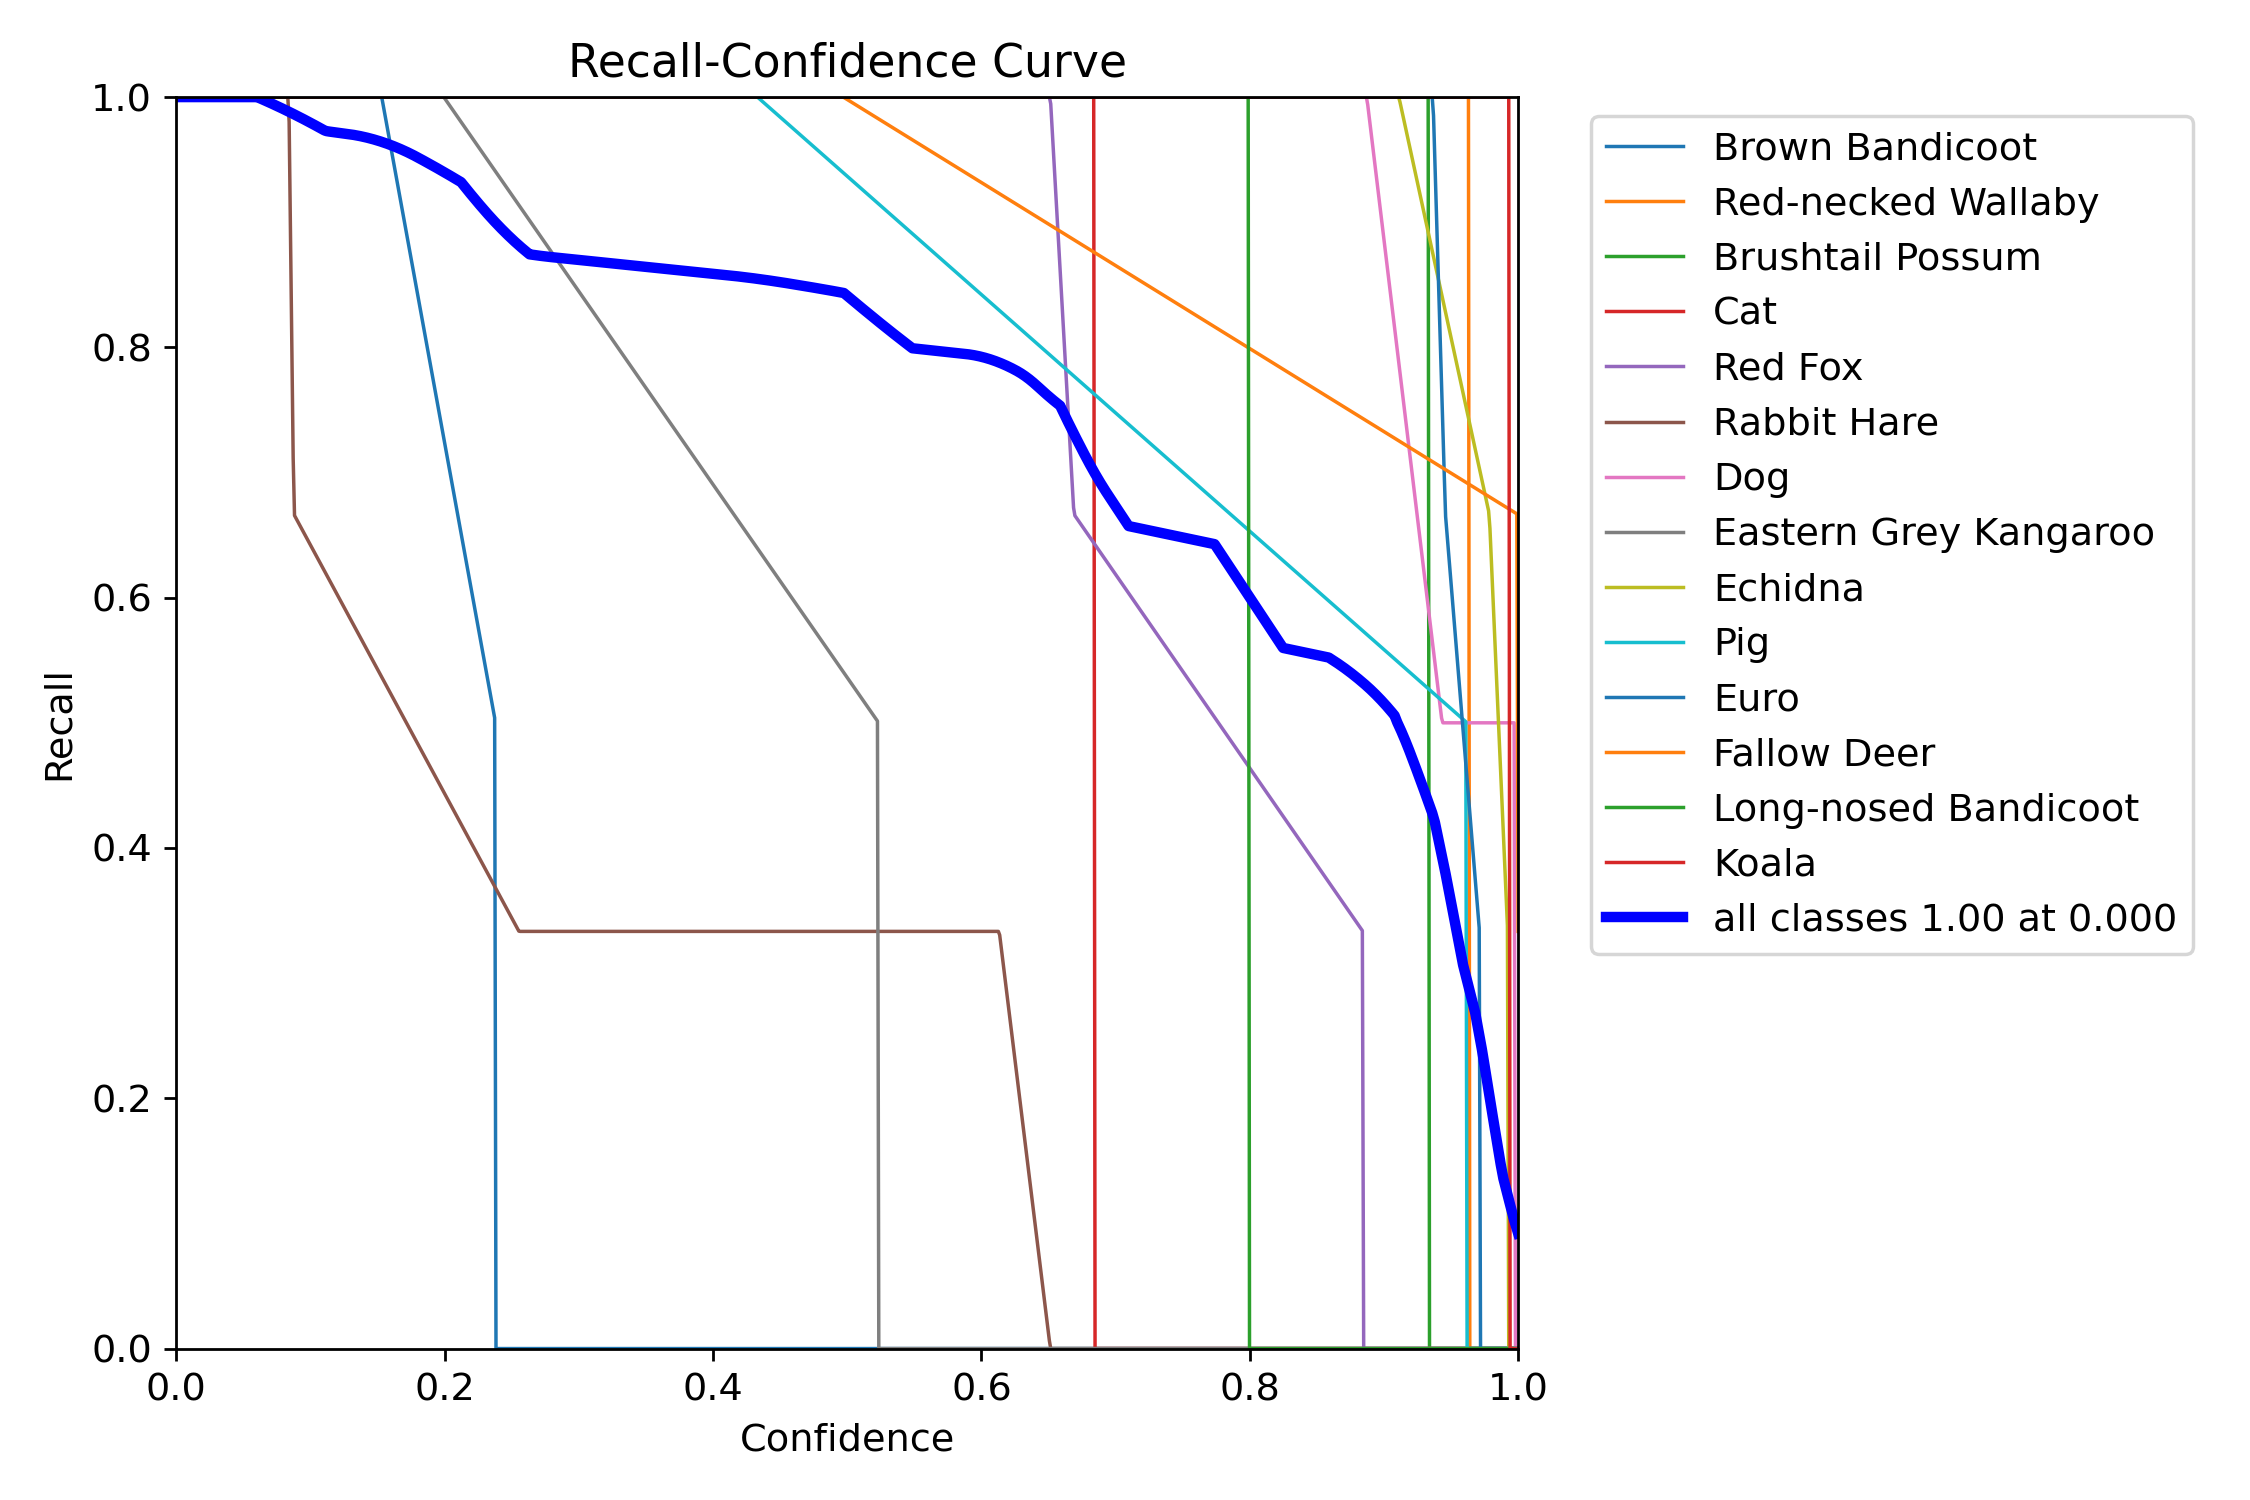 Recall-Confidence Curve
1.0
0.8
0.6
0.4
0.2
0.0
Recall
0.0 0.2 0.4 0.6 0.8 1.0
Confidence
Brown Bandicoot
Red-necked Wallaby
Brushtail Possum
Cat
Red Fox
Rabbit Hare
Dog
Eastern Grey Kangaroo
Echidna
Pig
Euro
Fallow Deer
Long-nosed Bandicoot
Koala
all classes 1.00 at 0.000